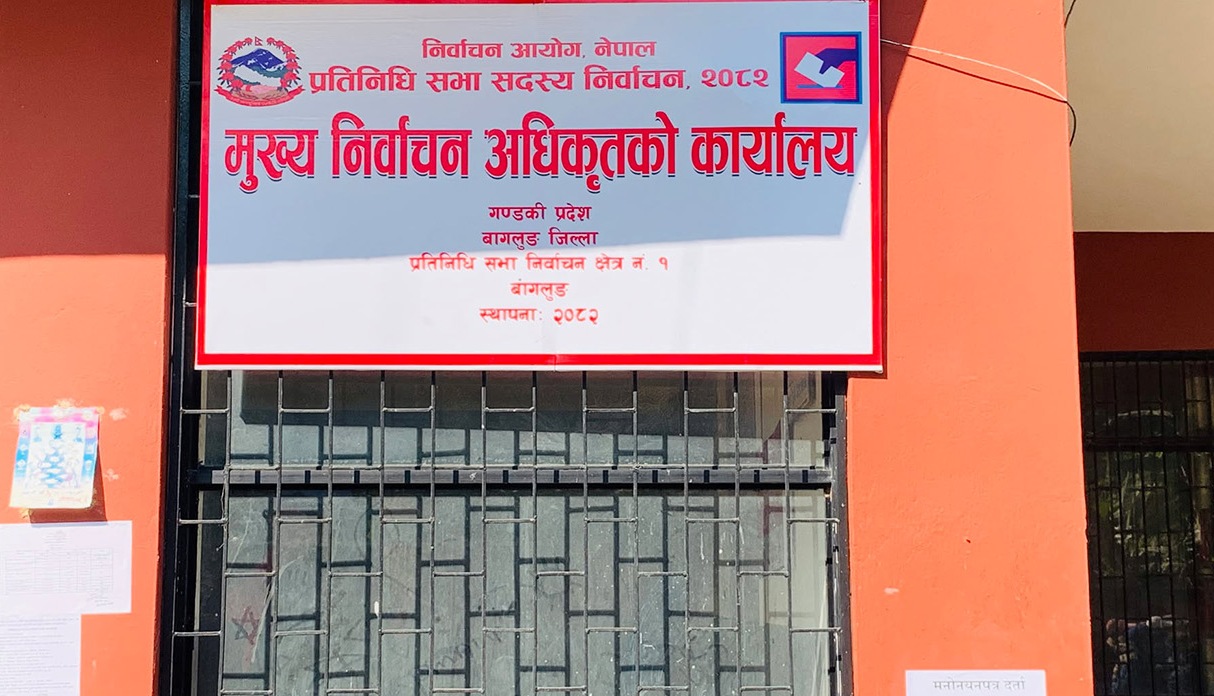 निर्वाचन आयोग, नेपाल
प्रतिनिधि सभा सदस्य निर्वाचन, २०८२
मुख्य निर्वाचन अधिकृतको कार्यालय
गण्डकी प्रदेश
बागलुङ जिल्ला
प्रतिनिधि सभा निर्वाचन क्षेत्र नं. १
बागलुङ
स्थापनाः २०८२
मनोनयनपत्र दर्ता